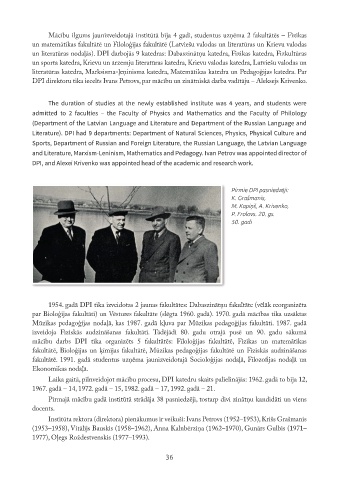 Mācību ilgums jaunizveidotajā institūtā bija 4 gadi, studentus uzņēma 2 fakultātēs – Fizikas
un matemātikas fakultātē un Filoloģijas fakultātē (Latviešu valodas un literatūras un Krievu valodas
un literatūras nodaļās). DPI darbojās 9 katedras: Dabaszinātņu katedra, Fizikas katedra, Fizkultūras
un sporta katedra, Krievu un ārzemju literatūras katedra, Krievu valodas katedra, Latviešu valodas un
literatūras katedra, Marksisma-ļeņinisma katedra, Matemātikas katedra un Pedagoģijas katedra. Par
DPI direktoru tika iecelts Ivans Petrovs, par mācību un zinātniskā darba vadītāju – Aleksejs Krivenko.
The duration of studies at the newly established institute was 4 years, and students were
admitted to 2 faculties – the Faculty of Physics and Mathematics and the Faculty of Philology
(Department of the Latvian Language and Literature and Department of the Russian Language and
Literature). DPI had 9 departments: Department of Natural Sciences, Physics, Physical Culture and
Sports, Department of Russian and Foreign Literature, the Russian Language, the Latvian Language
and Literature, Marxism-Leninism, Mathematics and Pedagogy. Ivan Petrov was appointed director of
DPI, and Alexei Krivenko was appointed head of the academic and research work.
Pirmie DPI pasniedzēji:
K. Grašmanis,
M. Kapiņš, A. Krivenko,
P. Frolovs. 20. gs.
50. gadi
1954. gadā DPI tika izveidotas 2 jaunas fakultātes: Dabaszinātņu fakultāte (vēlāk reorganizēta
par Bioloģijas fakultāti) un Vēstures fakultāte (slēgta 1960. gadā). 1970. gadā mācības tika uzsāktas
Mūzikas pedagoģijas nodaļā, kas 1987. gadā kļuva par Mūzikas pedagoģijas fakultāti. 1987. gadā
izveidoja Fiziskās audzināšanas fakultāti. Tādējādi 80. gadu otrajā pusē un 90. gadu sākumā
mācību darbs DPI tika organizēts 5 fakultātēs: Filoloģijas fakultātē, Fizikas un matemātikas
fakultātē, Bioloģijas un ķīmijas fakultātē, Mūzikas pedagoģijas fakultātē un Fiziskās audzināšanas
fakultātē. 1991. gadā studentus uzņēma jaunizveidotajā Socioloģijas nodaļā, Filozofijas nodaļā un
Ekonomikas nodaļā.
Laika gaitā, pilnveidojot mācību procesu, DPI katedru skaits palielinājās: 1962. gadā to bija 12,
1967. gadā – 14, 1972. gadā – 15, 1982. gadā – 17, 1992. gadā – 21.
Pirmajā mācību gadā institūtā strādāja 38 pasniedzēji, tostarp divi zinātņu kandidāti un viens
docents.
Institūta rektora (direktora) pienākumus ir veikuši: Ivans Petrovs (1952–1953), Krišs Grašmanis
(1953–1958), Vitālijs Bauskis (1958–1962), Anna Kalnbērziņa (1962–1970), Gunārs Gulbis (1971–
1977), Oļegs Roždestvenskis (1977–1993).
36